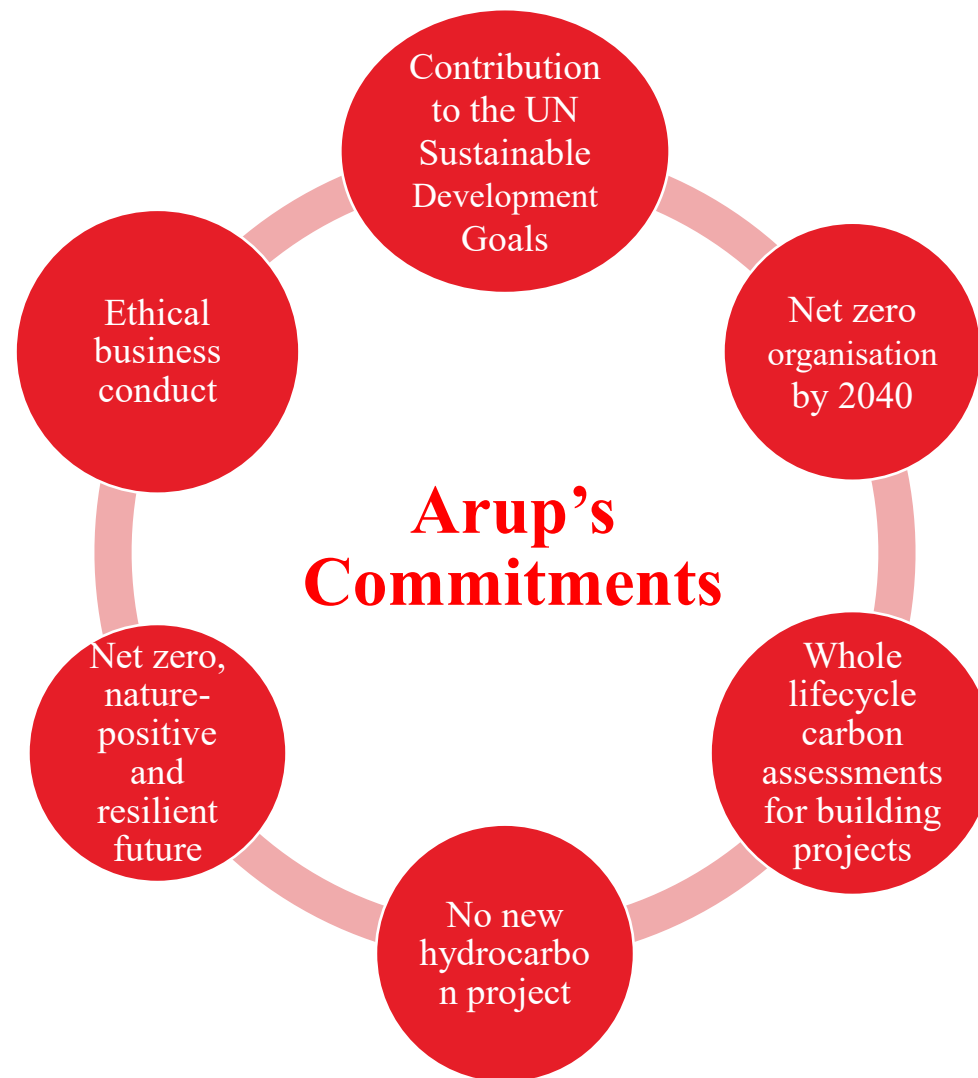 Contribution
to the UN
Sustainable
Development
Goals
Net zero
organisation
by 2040
Whole
lifecycle
carbon
assessments
for building
projects
No new
hydrocarbo
n project
Net zero,
nature-
positive
and
resilient
future
Ethical
business
conduct
Arup’s
Commitments